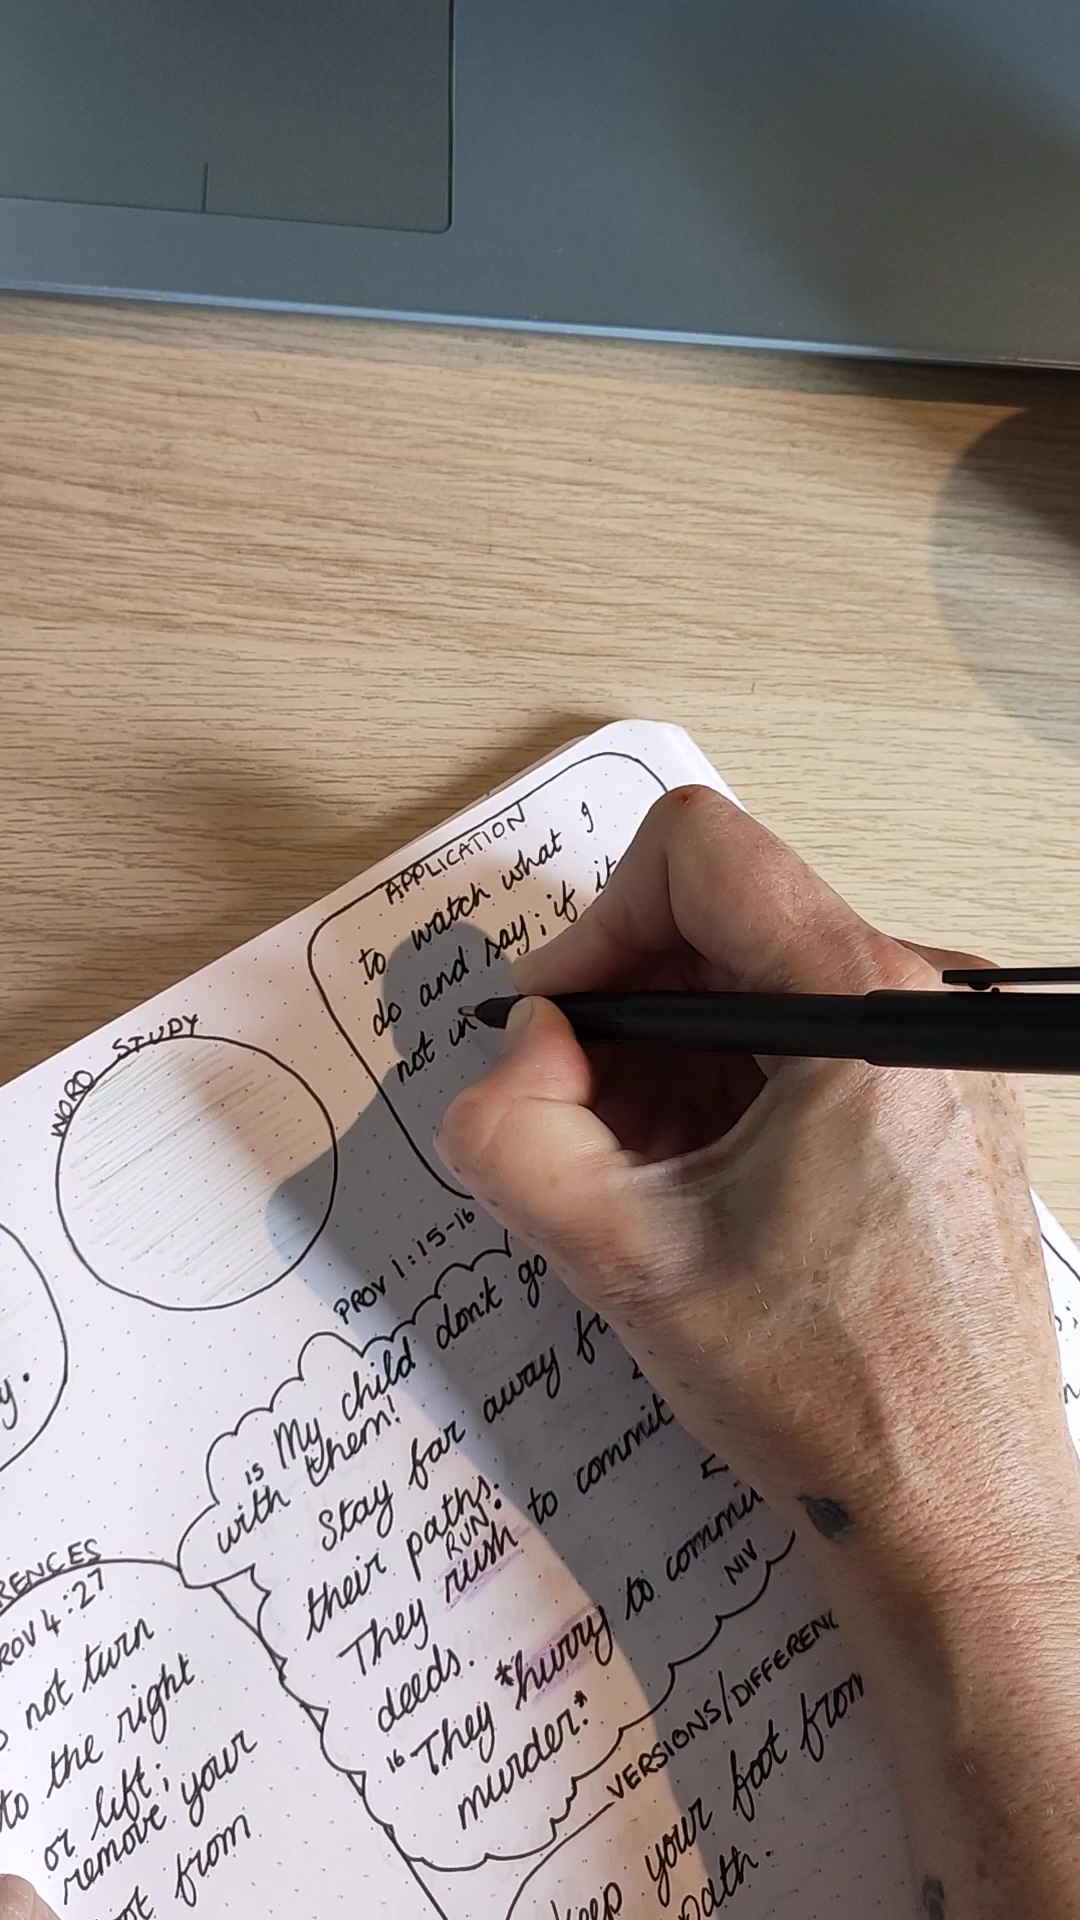 APPLICATION
to watch what I
do and say; if it
not in
WORD STUDY
y.
PROV 1:15-16
15 My child don't go
with them!
Stay far away
their paths.
RUN
They rush to commit
deeds.
16 They *hurry to commit
murder.*
NIV
RENCES
PROV 4:27
not turn
to the right
or left;
remove your
from
VERSIONS/DIFFERENC
keep your foot from
path.